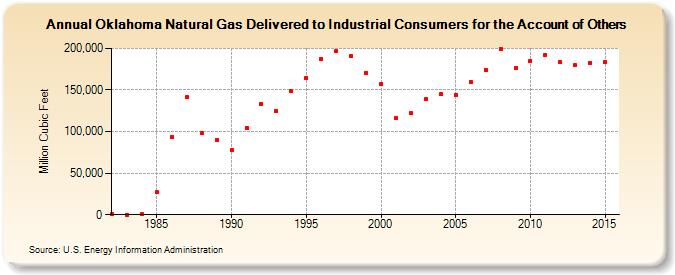 Annual Oklahoma Natural Gas Delivered to Industrial Consumers for the Account of Others
Million Cubic Feet
200,000
150,000
100,000
50,000
0
1985 1990 1995 2000 2005 2010 2015
Source: U.S. Energy Information Administration